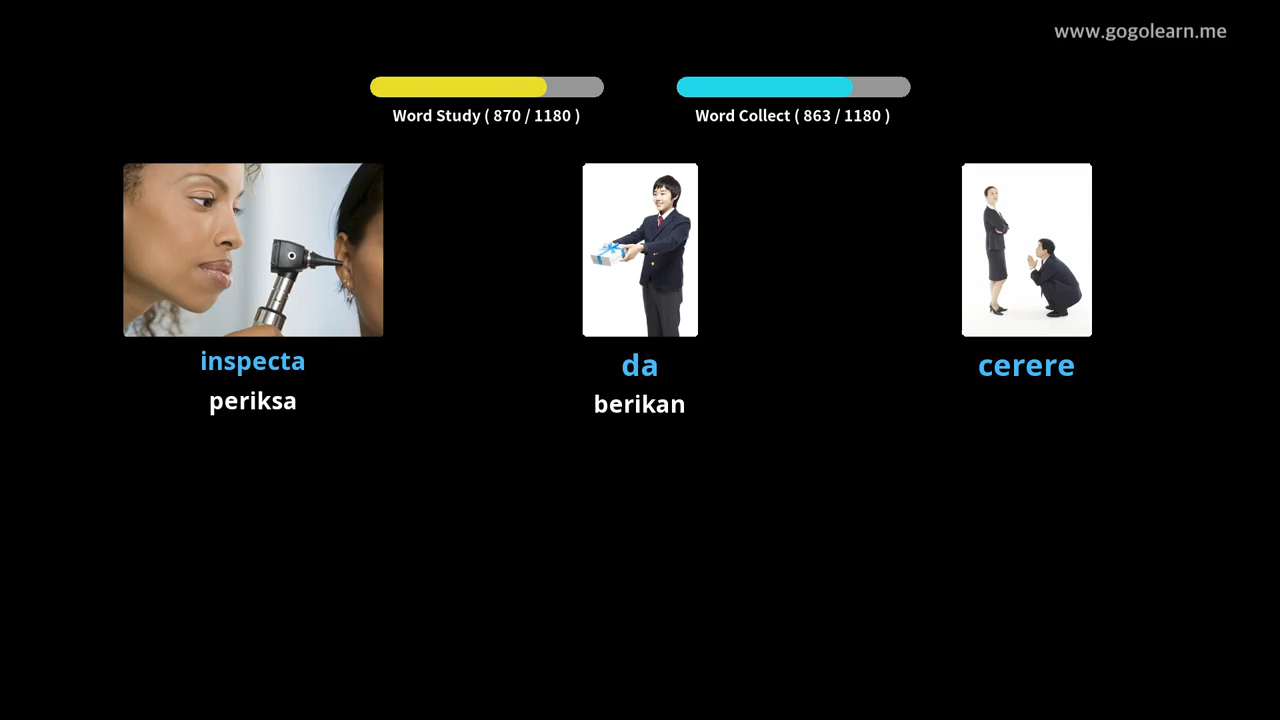 www.gogolearn.me
Word Study ( 870 / 1180 )
Word Collect ( 863 / 1180 )
inspecta
periksa
da
berikan
cerere